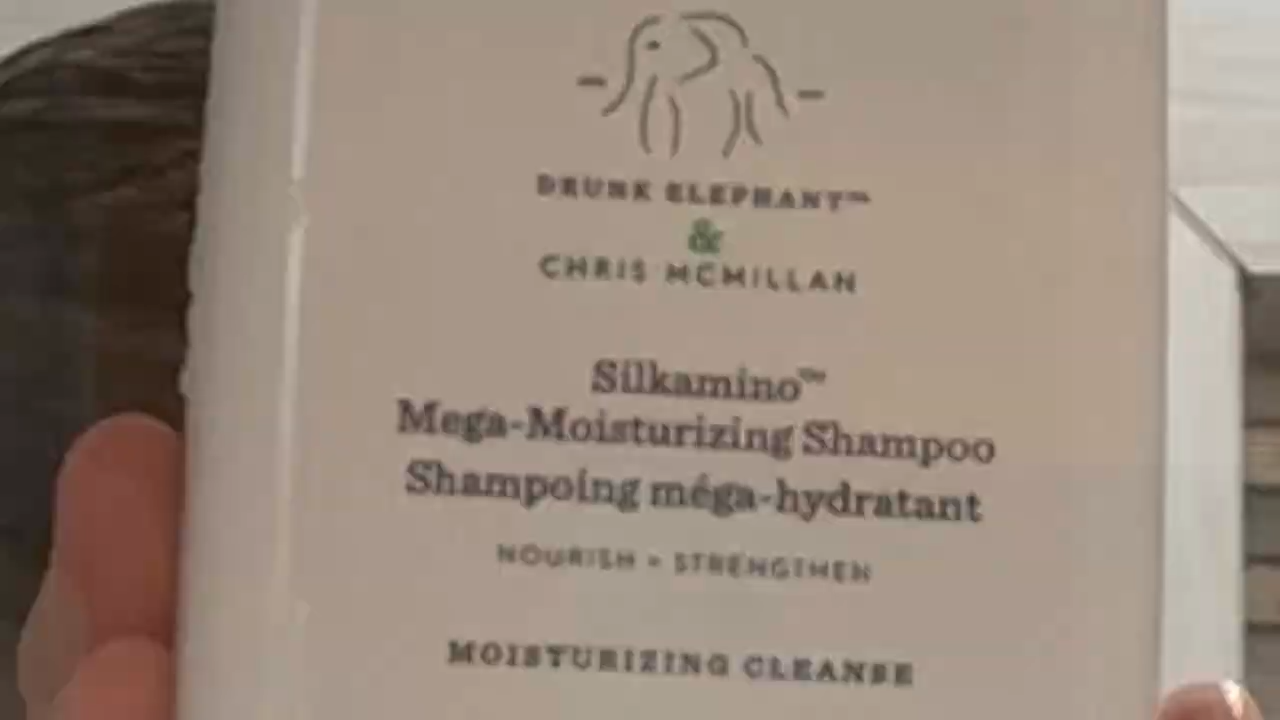 DRUNK ELEPHANT™
&
CHRIS MCMILLAN
Silkamino™
Mega-Moisturizing Shampoo
Shampoing méga-hydratant
NOURISH + STRENGTHEN
MOISTURIZING CLEANSE